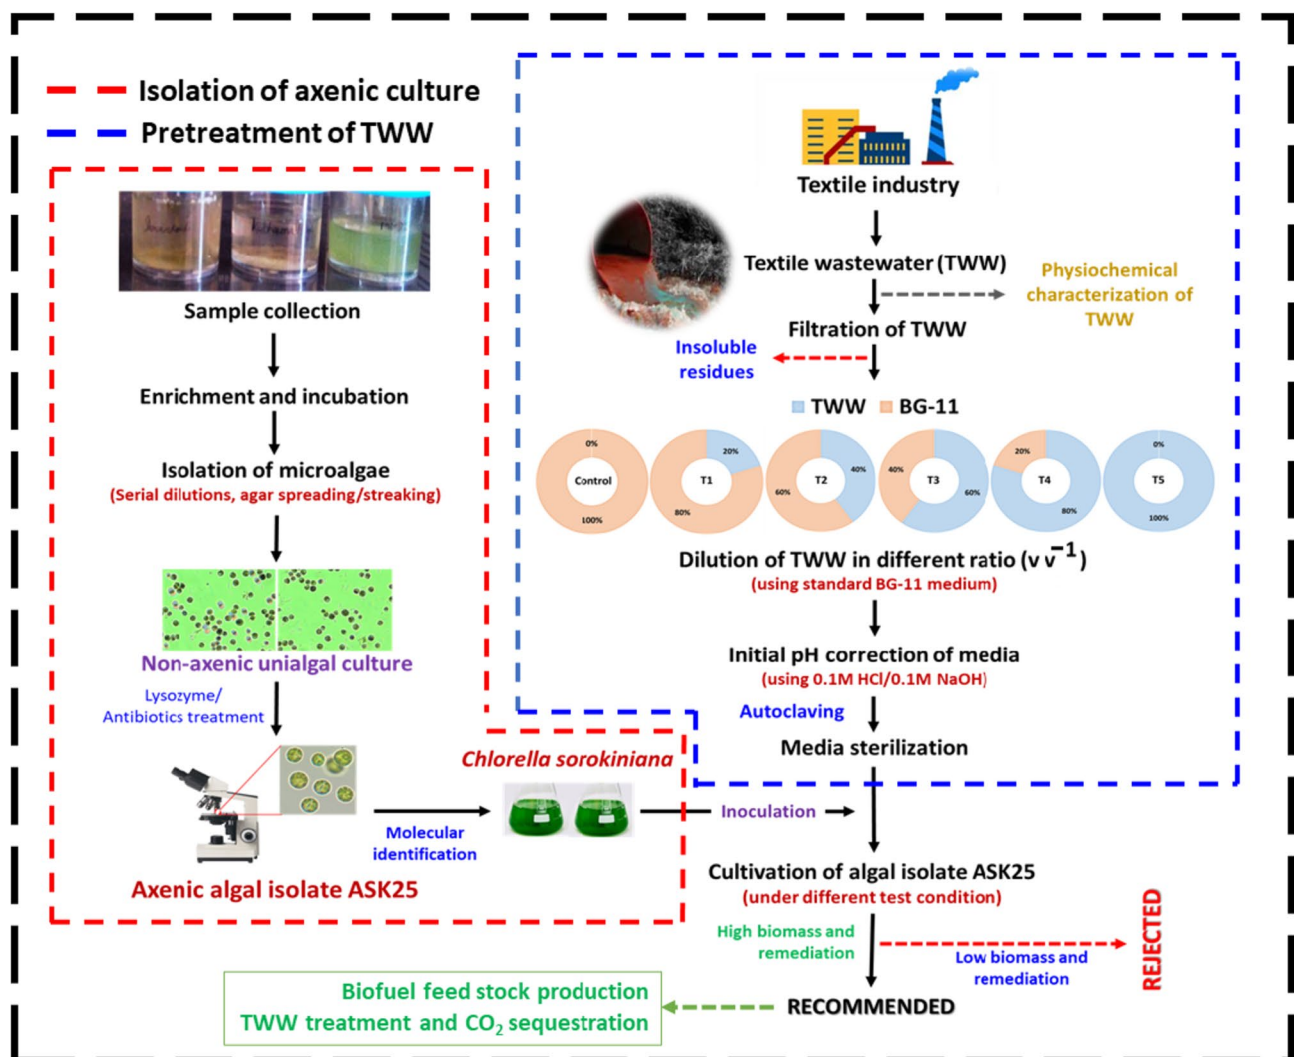 Isolation of axenic culture
Pretreatment of TWW
Sample collection
Enrichment and incubation
Isolation of microalgae
(Serial dilutions, agar spreading/streaking)
Non-axenic unialgal culture
Lysozyme/
Antibiotics treatment
Axenic algal isolate ASK25
Molecular
identification
Chlorella sorokiniana
Textile industry
Textile wastewater (TWW)
Physiochemical
characterization of
TWW
Filtration of TWW
Insoluble
residues
TWW BG-11
0%
Control
100%
20%
T1
80%
40%
T2
60%
40%
T3
60%
20%
T4
80%
0%
T5
100%
Dilution of TWW in different ratio (v v⁻¹)
(using standard BG-11 medium)
Initial pH correction of media
(using 0.1M HCl/0.1M NaOH)
Autoclaving
Media sterilization
Inoculation
Cultivation of algal isolate ASK25
(under different test condition)
High biomass and
remediation
Low biomass and
remediation
REJECTED
RECOMMENDED
Biofuel feed stock production
TWW treatment and CO₂ sequestration